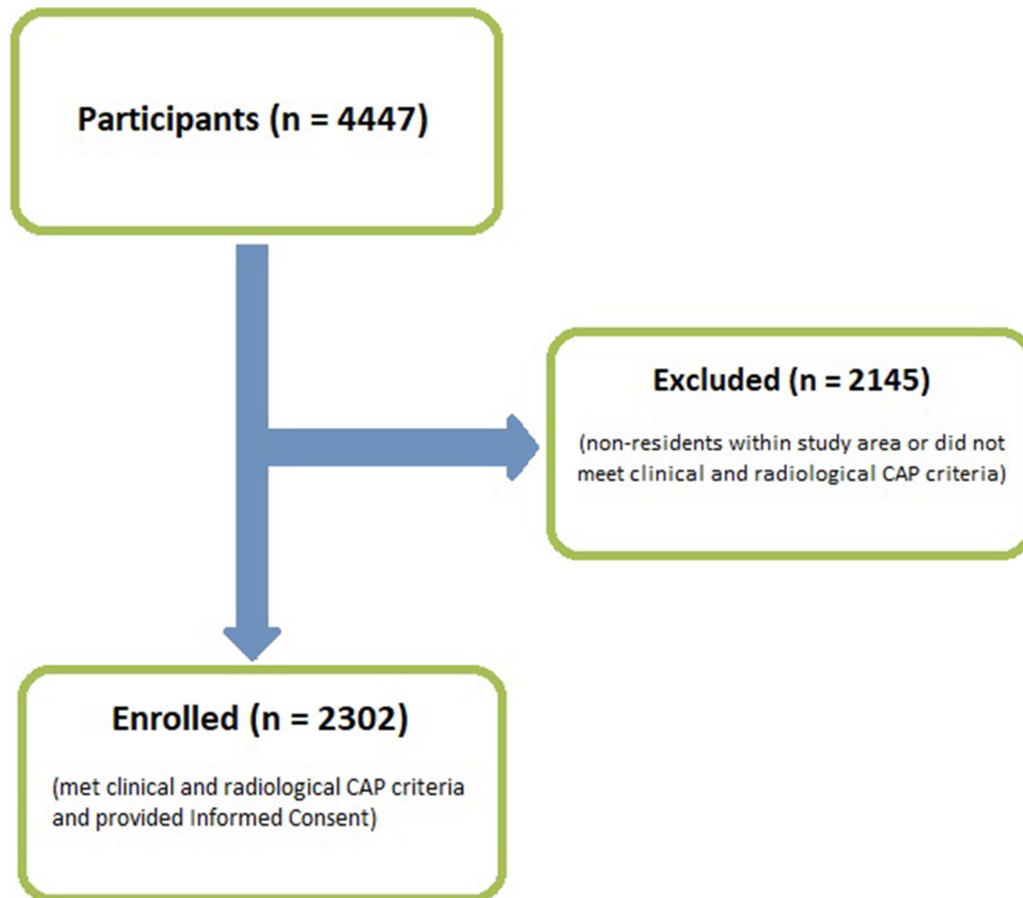 Participants (n = 4447)
Excluded (n = 2145)
(non-residents within study area or did not
meet clinical and radiological CAP criteria)
Enrolled (n = 2302)
(met clinical and radiological CAP criteria
and provided Informed Consent)